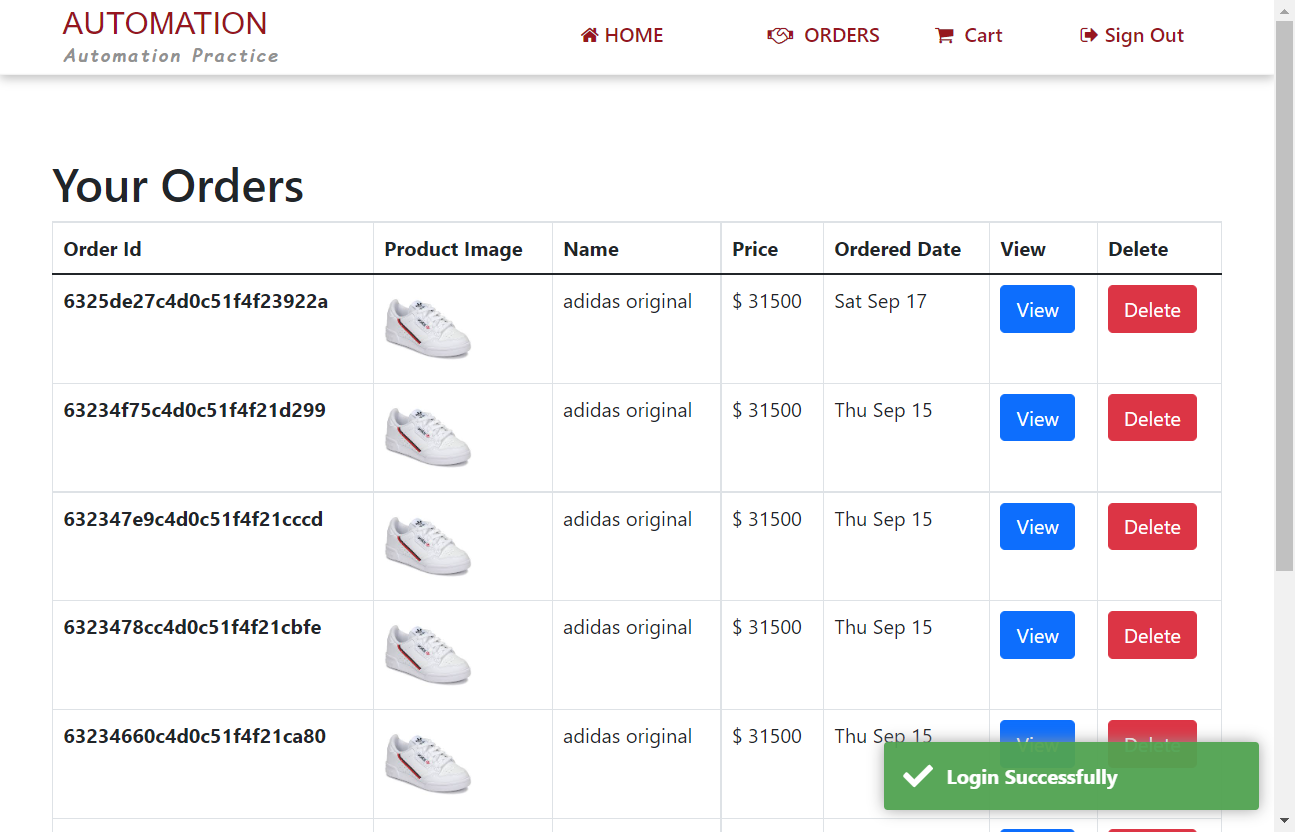 AUTOMATION
Automation Practice
HOME
ORDERS
Cart
Sign Out
Your Orders
Order Id Product Image Name Price Ordered Date View Delete
6325de27c4d0c51f4f23922a adidas original $ 31500 Sat Sep 17 View Delete
63234f75c4d0c51f4f21d299 adidas original $ 31500 Thu Sep 15 View Delete
632347e9c4d0c51f4f21cccd adidas original $ 31500 Thu Sep 15 View Delete
6323478cc4d0c51f4f21cbfe adidas original $ 31500 Thu Sep 15 View Delete
63234660c4d0c51f4f21ca80 adidas original $ 31500 Thu Sep 15 View Delete
Login Successfully